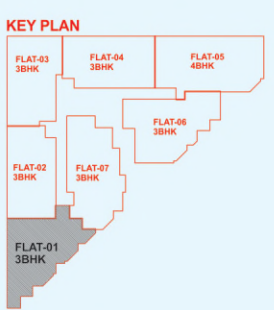 KEY PLAN
FLAT-03
3BHK
FLAT-04
3BHK
FLAT-05
4BHK
FLAT-06
3BHK
FLAT-02
3BHK
FLAT-07
3BHK
FLAT-01
3BHK